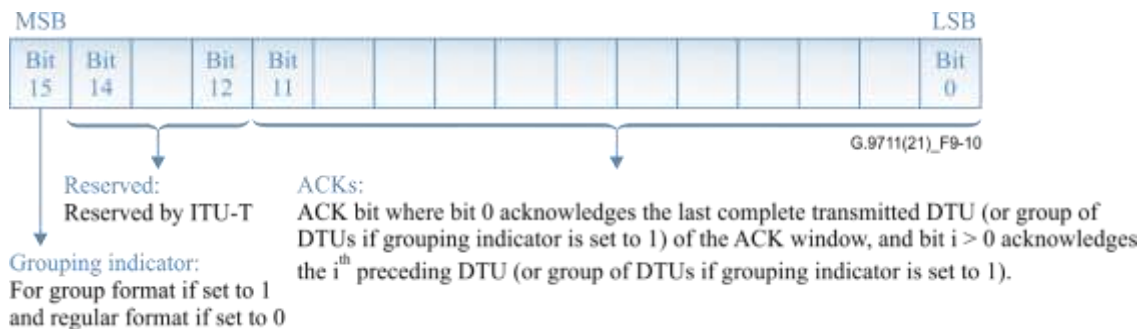 MSB LSB
Bit 15 Bit 14 Bit 12 Bit 11 Bit 0
G.9711(21)_F9-10
Reserved:
Reserved by ITU-T
ACKs:
ACK bit where bit 0 acknowledges the last complete transmitted DTU (or group of
DTUs if grouping indicator is set to 1) of the ACK window, and bit i > 0 acknowledges
the ith preceding DTU (or group of DTUs if grouping indicator is set to 1).
Grouping indicator:
For group format if set to 1
and regular format if set to 0